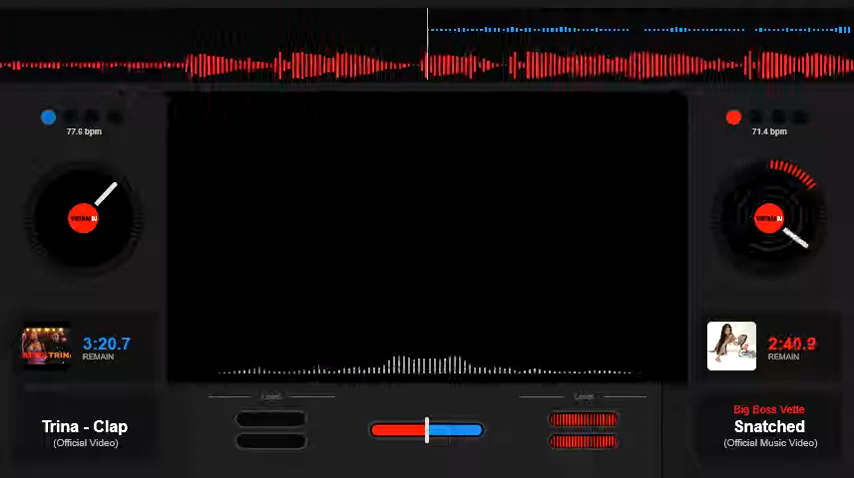 77.6 bpm
71.4 bpm
3:20.7
REMAIN
2:40.9
REMAIN
Level
Level
Trina - Clap
(Official Video)
Big Boss Vette
Snatched
(Official Music Video)